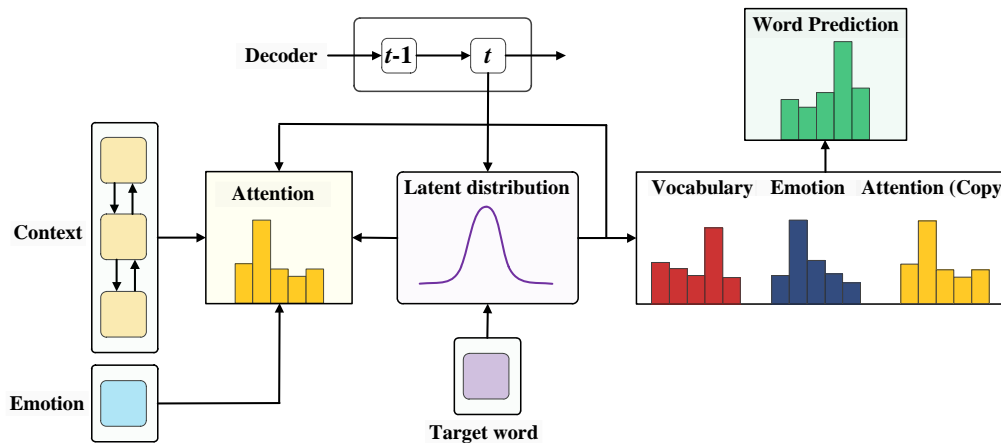 Word Prediction
Decoder
t-1
t
Attention
Latent distribution
Vocabulary
Emotion
Attention (Copy
Context
Emotion
Target word